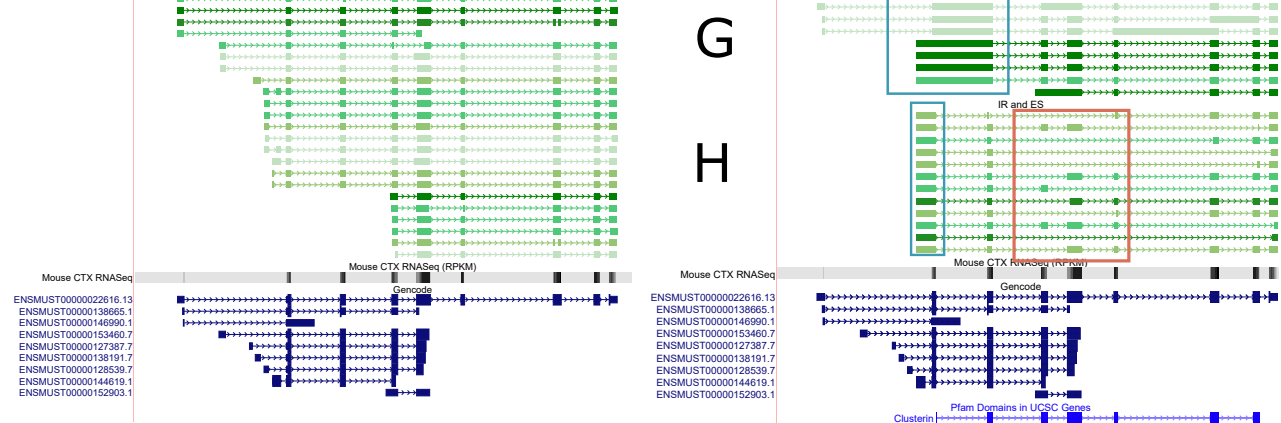 Mouse CTX RNASeq (RPKM)
Mouse CTX RNASeq
Gencode
ENSMUST00000022616.13
ENSMUST00000138665.1
ENSMUST00000146990.1
ENSMUST00000153460.7
ENSMUST00000127387.7
ENSMUST00000138191.7
ENSMUST00000128539.7
ENSMUST00000144619.1
ENSMUST00000152903.1
G
IR and ES
H
Mouse CTX RNASeq (RPKM)
Mouse CTX RNASeq
Gencode
ENSMUST00000022616.13
ENSMUST00000138665.1
ENSMUST00000146990.1
ENSMUST00000153460.7
ENSMUST00000127387.7
ENSMUST00000138191.7
ENSMUST00000128539.7
ENSMUST00000144619.1
ENSMUST00000152903.1
Pfam Domains in UCSC Genes
Clusterin